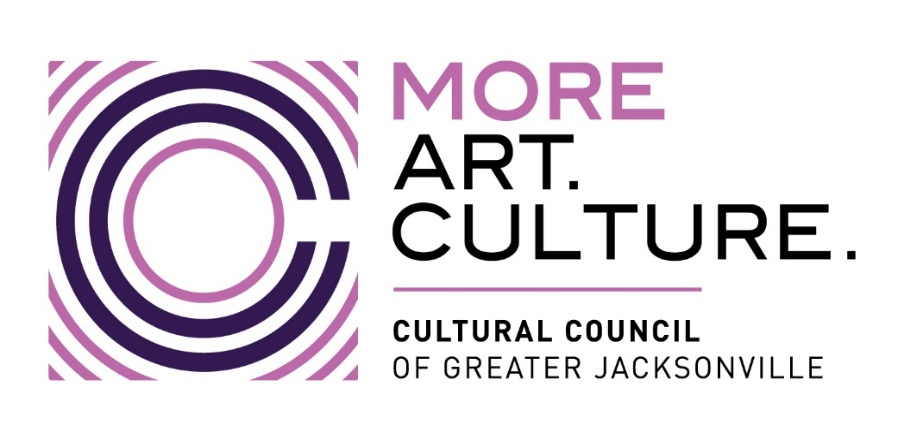 MORE
ART.
CULTURE.
CULTURAL COUNCIL
OF GREATER JACKSONVILLE